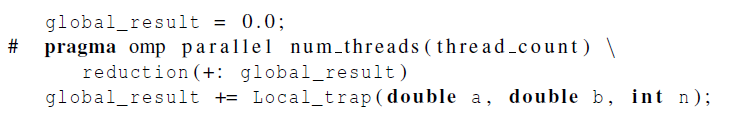 global_result = 0.0;
# pragma omp parallel num_threads(thread_count) \
reduction(+: global_result)
global_result += Local_trap(double a, double b, int n);